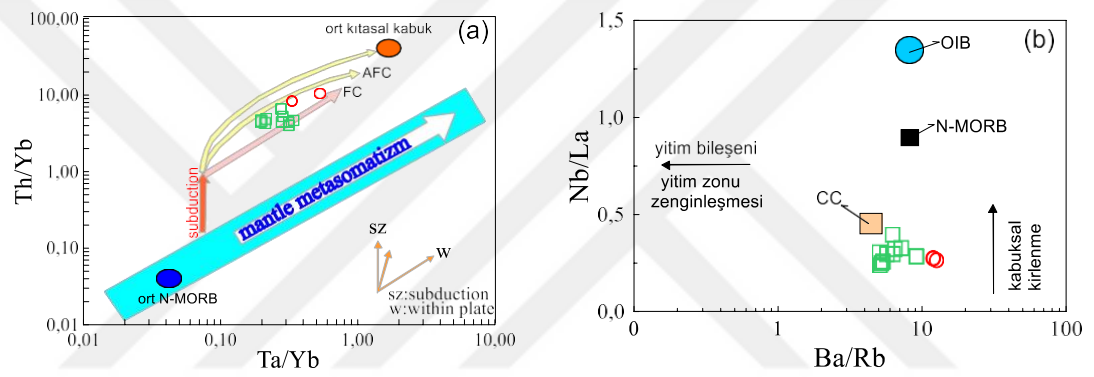 (a)
Th/Yb
100,00
10,00
1.00
0,10
0,01
ort kıtasal kabuk
AFC
FC
subduction
mantle metasomatizm
ort N-MORB
sz
w
sz:subduction
w:within plate
0,01
0,10
1.00
10,00
Ta/Yb
(b)
Nb/La
1,5
1,0
0,5
0,0
OIB
N-MORB
CC
yitim bileşeni
yitim zonu
zenginleşmesi
kabuksal
kirlenme
0
1
10
100
Ba/Rb